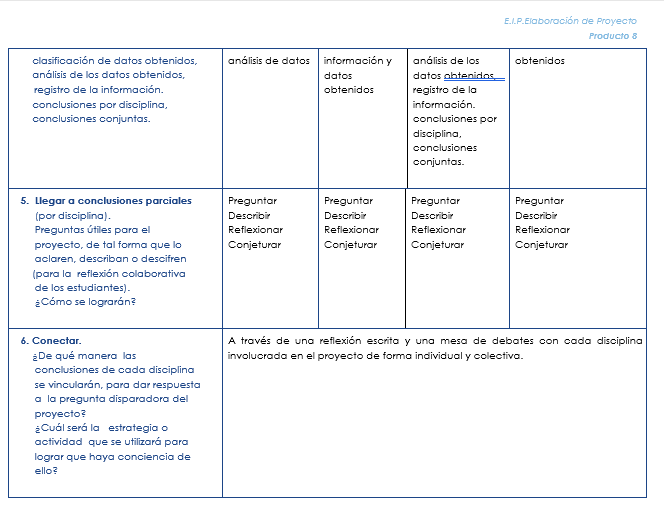 E.I.P.Elaboración de Proyecto
Producto 8
clasificación de datos obtenidos,
análisis de los datos obtenidos,
registro de la información.
conclusiones por disciplina,
conclusiones conjuntas.
análisis de datos
información y
datos
obtenidos
análisis de los
datos obtenidos,
registro de la
información.
conclusiones por
disciplina,
conclusiones
conjuntas.
obtenidos
5. Llegar a conclusiones parciales
(por disciplina).
Preguntas útiles para el
proyecto, de tal forma que lo
aclaren, describan o descifren
(para la reflexión colaborativa
de los estudiantes).
¿Cómo se lograrán?
Preguntar
Describir
Reflexionar
Conjeturar
Preguntar
Describir
Reflexionar
Conjeturar
Preguntar
Describir
Reflexionar
Conjeturar
Preguntar
Describir
Reflexionar
Conjeturar
6. Conectar.
¿De qué manera las
conclusiones de cada disciplina
se vincularán, para dar respuesta
a la pregunta disparadora del
proyecto?
¿Cuál será la estrategia o
actividad que se utilizará para
lograr que haya conciencia de
ello?
A través de una reflexión escrita y una mesa de debates con cada disciplina
involucrada en el proyecto de forma individual y colectiva.